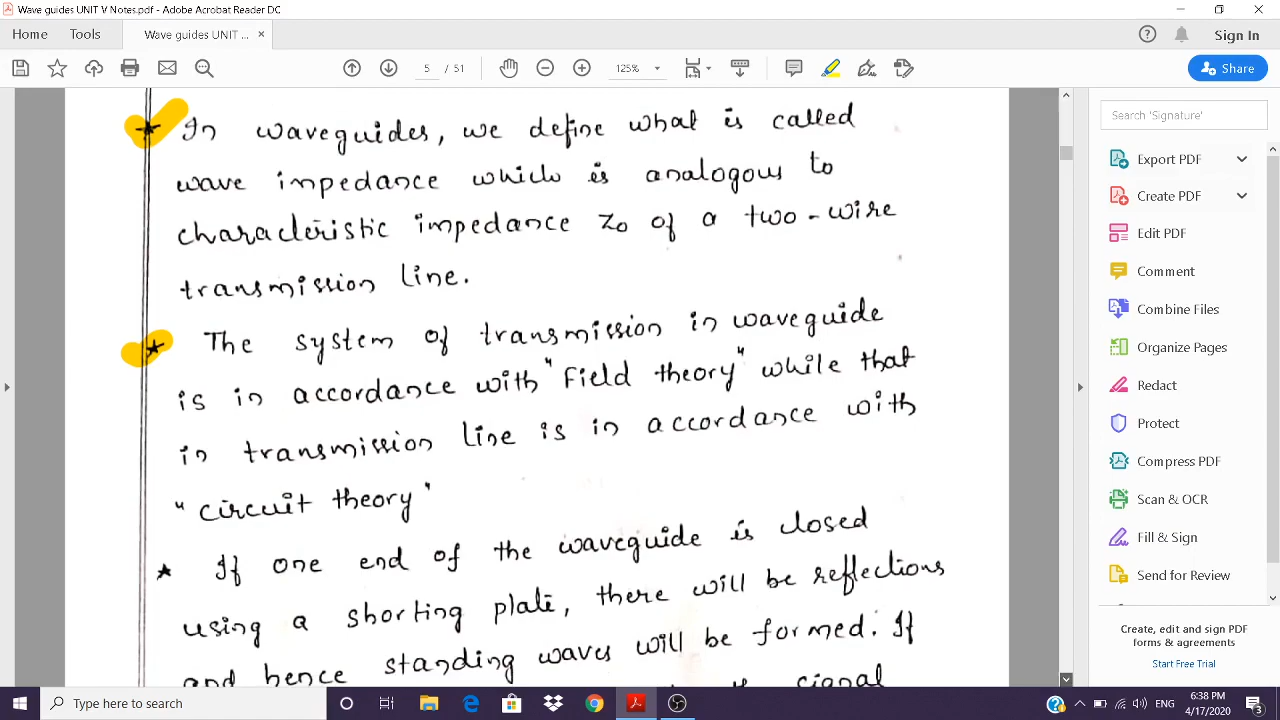 Wave guides UNIT V Notes.pdf - Adobe Acrobat Reader DC
Home Tools Wave guides UNIT ... × Sign In
5 / 51 125% Share
★ In waveguides, we define what is called
wave impedance which is analogous to
characteristic impedance Z0 of a two-wire
transmission line.
★ The system of transmission in waveguide
is in accordance with "Field theory" while that
in transmission line is in accordance with
"circuit theory"
★ If one end of the waveguide is closed
using a shorting plate, there will be reflections
and hence standing waves will be formed. If
signal
Search 'Signature'
Export PDF
Create PDF
Edit PDF
Comment
Combine Files
Organize Pages
Redact
Protect
Compress PDF
Scan & OCR
Fill & Sign
Send for Review
Create, edit and sign PDF
forms & agreements
Start Free Trial
Type here to search
6:38 PM
4/17/2020